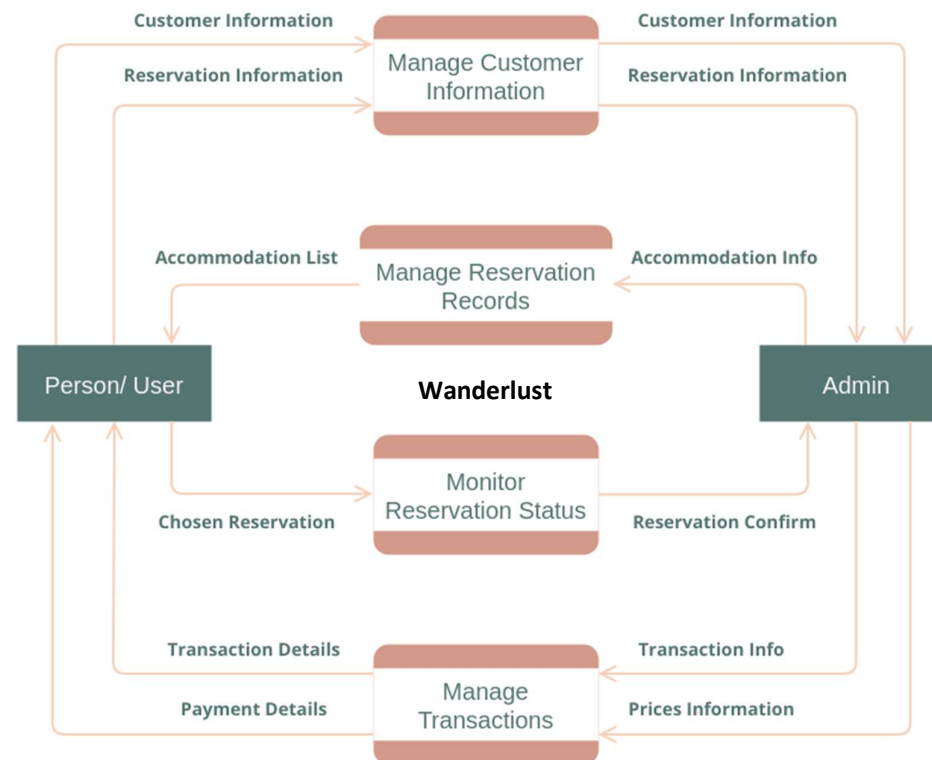 Customer Information
Customer Information
Manage Customer
Information
Reservation Information
Reservation Information
Accommodation List
Manage Reservation
Records
Accommodation Info
Person/ User
Wanderlust
Admin
Monitor
Reservation Status
Chosen Reservation
Reservation Confirm
Transaction Details
Transaction Info
Manage
Transactions
Payment Details
Prices Information